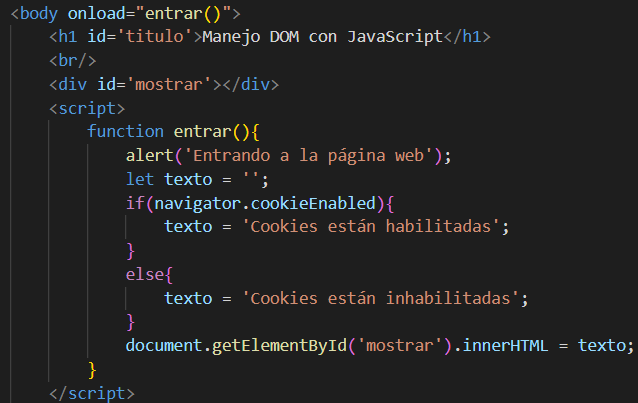 <body onload="entrar()">
<h1 id='titulo'>Manejo DOM con JavaScript</h1>
<br/>
<div id='mostrar'></div>
<script>
function entrar(){
alert('Entrando a la página web');
let texto = '';
if(navigator.cookieEnabled){
texto = 'Cookies están habilitadas';
}
else{
texto = 'Cookies están inhabilitadas';
}
document.getElementById('mostrar').innerHTML = texto;
}
</script>